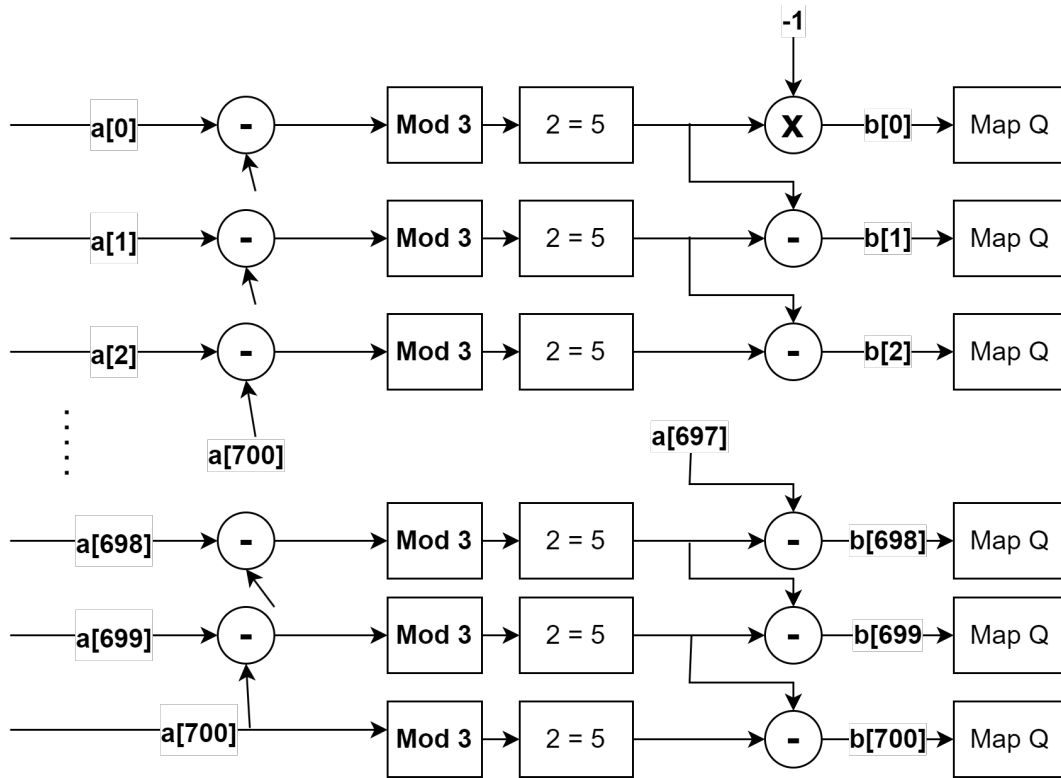 -1
a[0] - Mod 3 2 = 5 x b[0] Map Q
a[1] - Mod 3 2 = 5 - b[1] Map Q
a[2] - Mod 3 2 = 5 - b[2] Map Q
a[700] a[697]
a[698] - Mod 3 2 = 5 - b[698] Map Q
a[699] - Mod 3 2 = 5 - b[699 Map Q
a[700] Mod 3 2 = 5 - b[700] Map Q